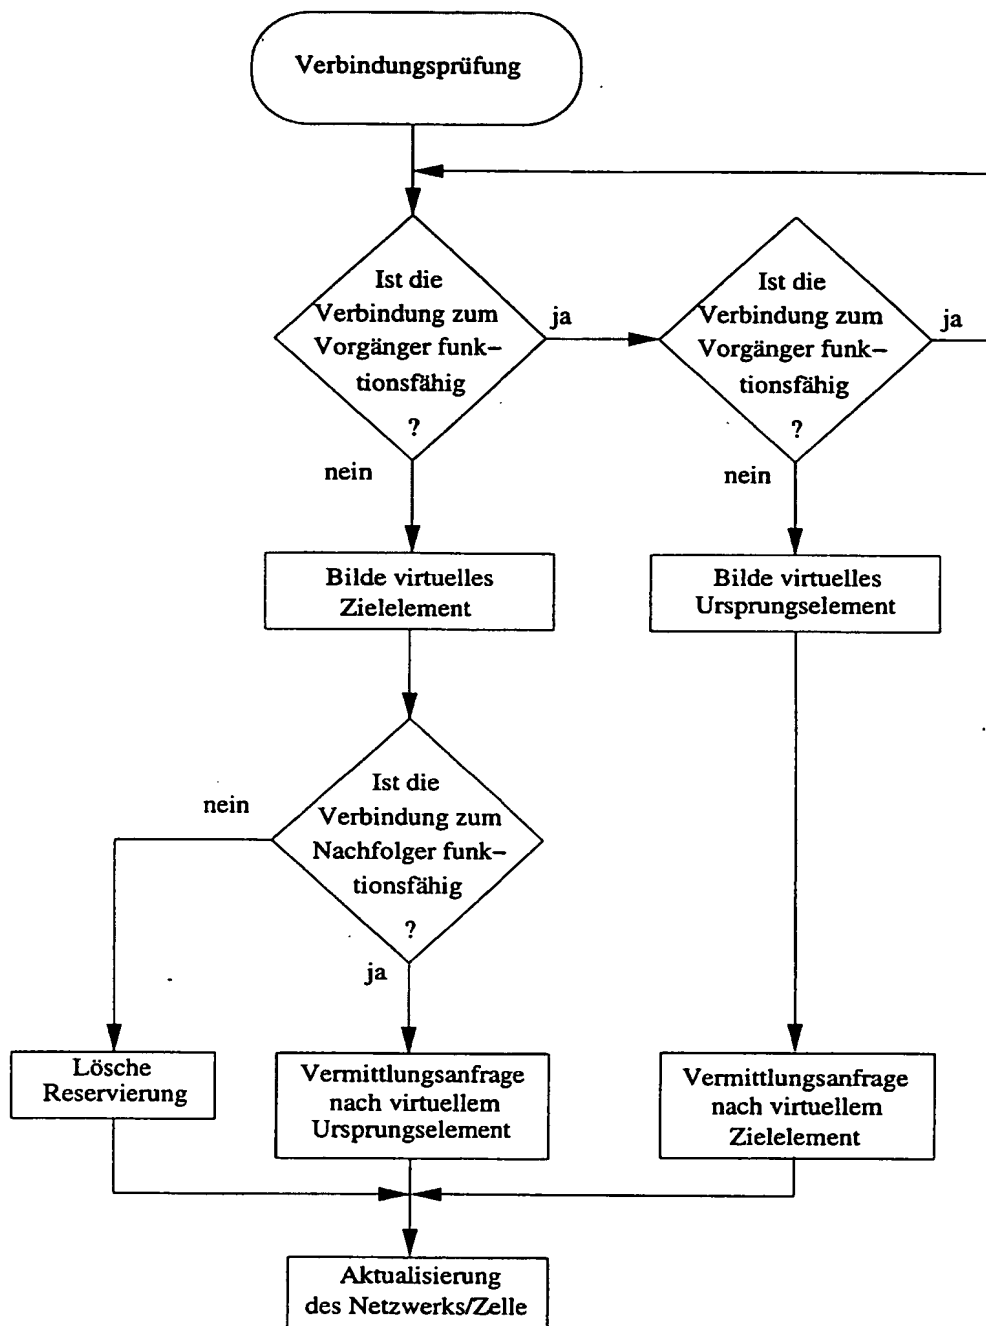 Verbindungsprüfung
Ist die
Verbindung zum
Vorgänger funk–
tionsfähig
?
ja
nein
Ist die
Verbindung zum
Vorgänger funk–
tionsfähig
?
ja
nein
Bilde virtuelles
Zielelement
Bilde virtuelles
Ursprungselement
Ist die
Verbindung zum
Nachfolger funk–
tionsfähig
?
nein
ja
Lösche
Reservierung
Vermittlungsanfrage
nach virtuellem
Ursprungselement
Vermittlungsanfrage
nach virtuellem
Zielelement
Aktualisierung
des Netzwerks/Zelle